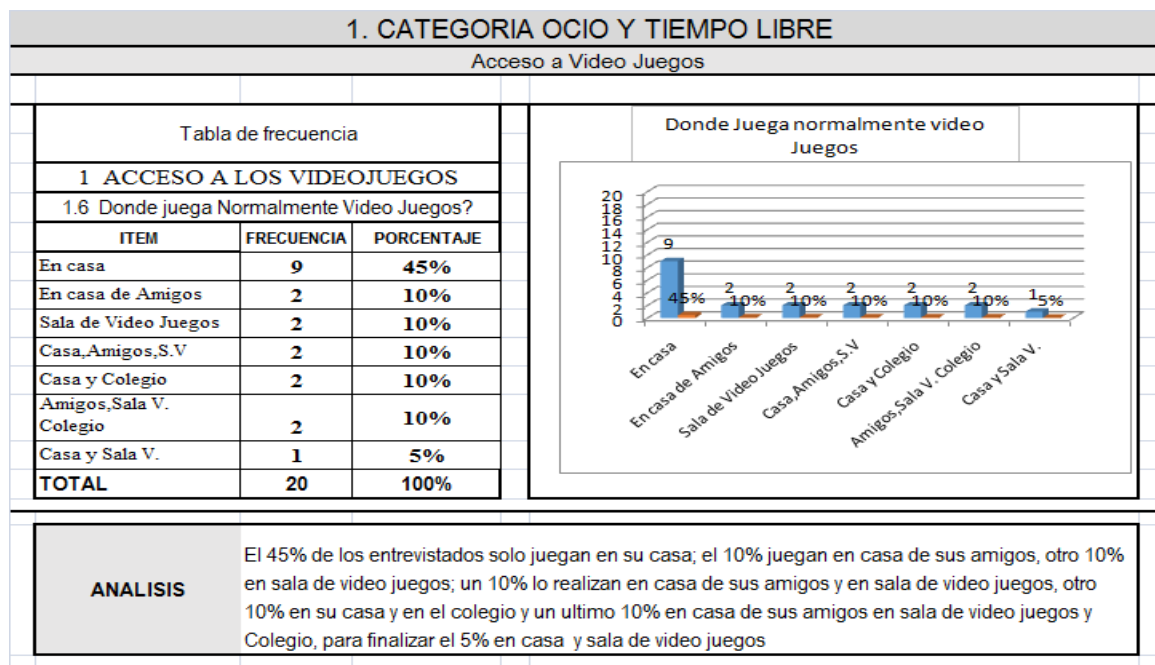 1. CATEGORIA OCIO Y TIEMPO LIBRE
Acceso a Video Juegos
Tabla de frecuencia
1 ACCESO A LOS VIDEOJUEGOS
1.6 Donde juega Normalmente Video Juegos?
ITEM FRECUENCIA PORCENTAJE
En casa 9 45%
En casa de Amigos 2 10%
Sala de Video Juegos 2 10%
Casa,Amigos,S.V 2 10%
Casa y Colegio 2 10%
Amigos,Sala V.
Colegio 2 10%
Casa y Sala V. 1 5%
TOTAL 20 100%
Donde Juega normalmente video
Juegos
20
18
16
14
12
10
8
6
4
2
0
9 2 2 2 2 2 1
45% 10% 10% 10% 10% 10% 5%
En casa
En casa de Amigos
Sala de Video Juegos
Casa,Amigos,S.V
Casa y Colegio
Amigos,Sala V. Colegio
Casa y Sala V.
ANALISIS
El 45% de los entrevistados solo juegan en su casa; el 10% juegan en casa de sus amigos, otro 10%
en sala de video juegos; un 10% lo realizan en casa de sus amigos y en sala de video juegos, otro
10% en su casa y en el colegio y un ultimo 10% en casa de sus amigos en sala de video juegos y
Colegio, para finalizar el 5% en casa y sala de video juegos